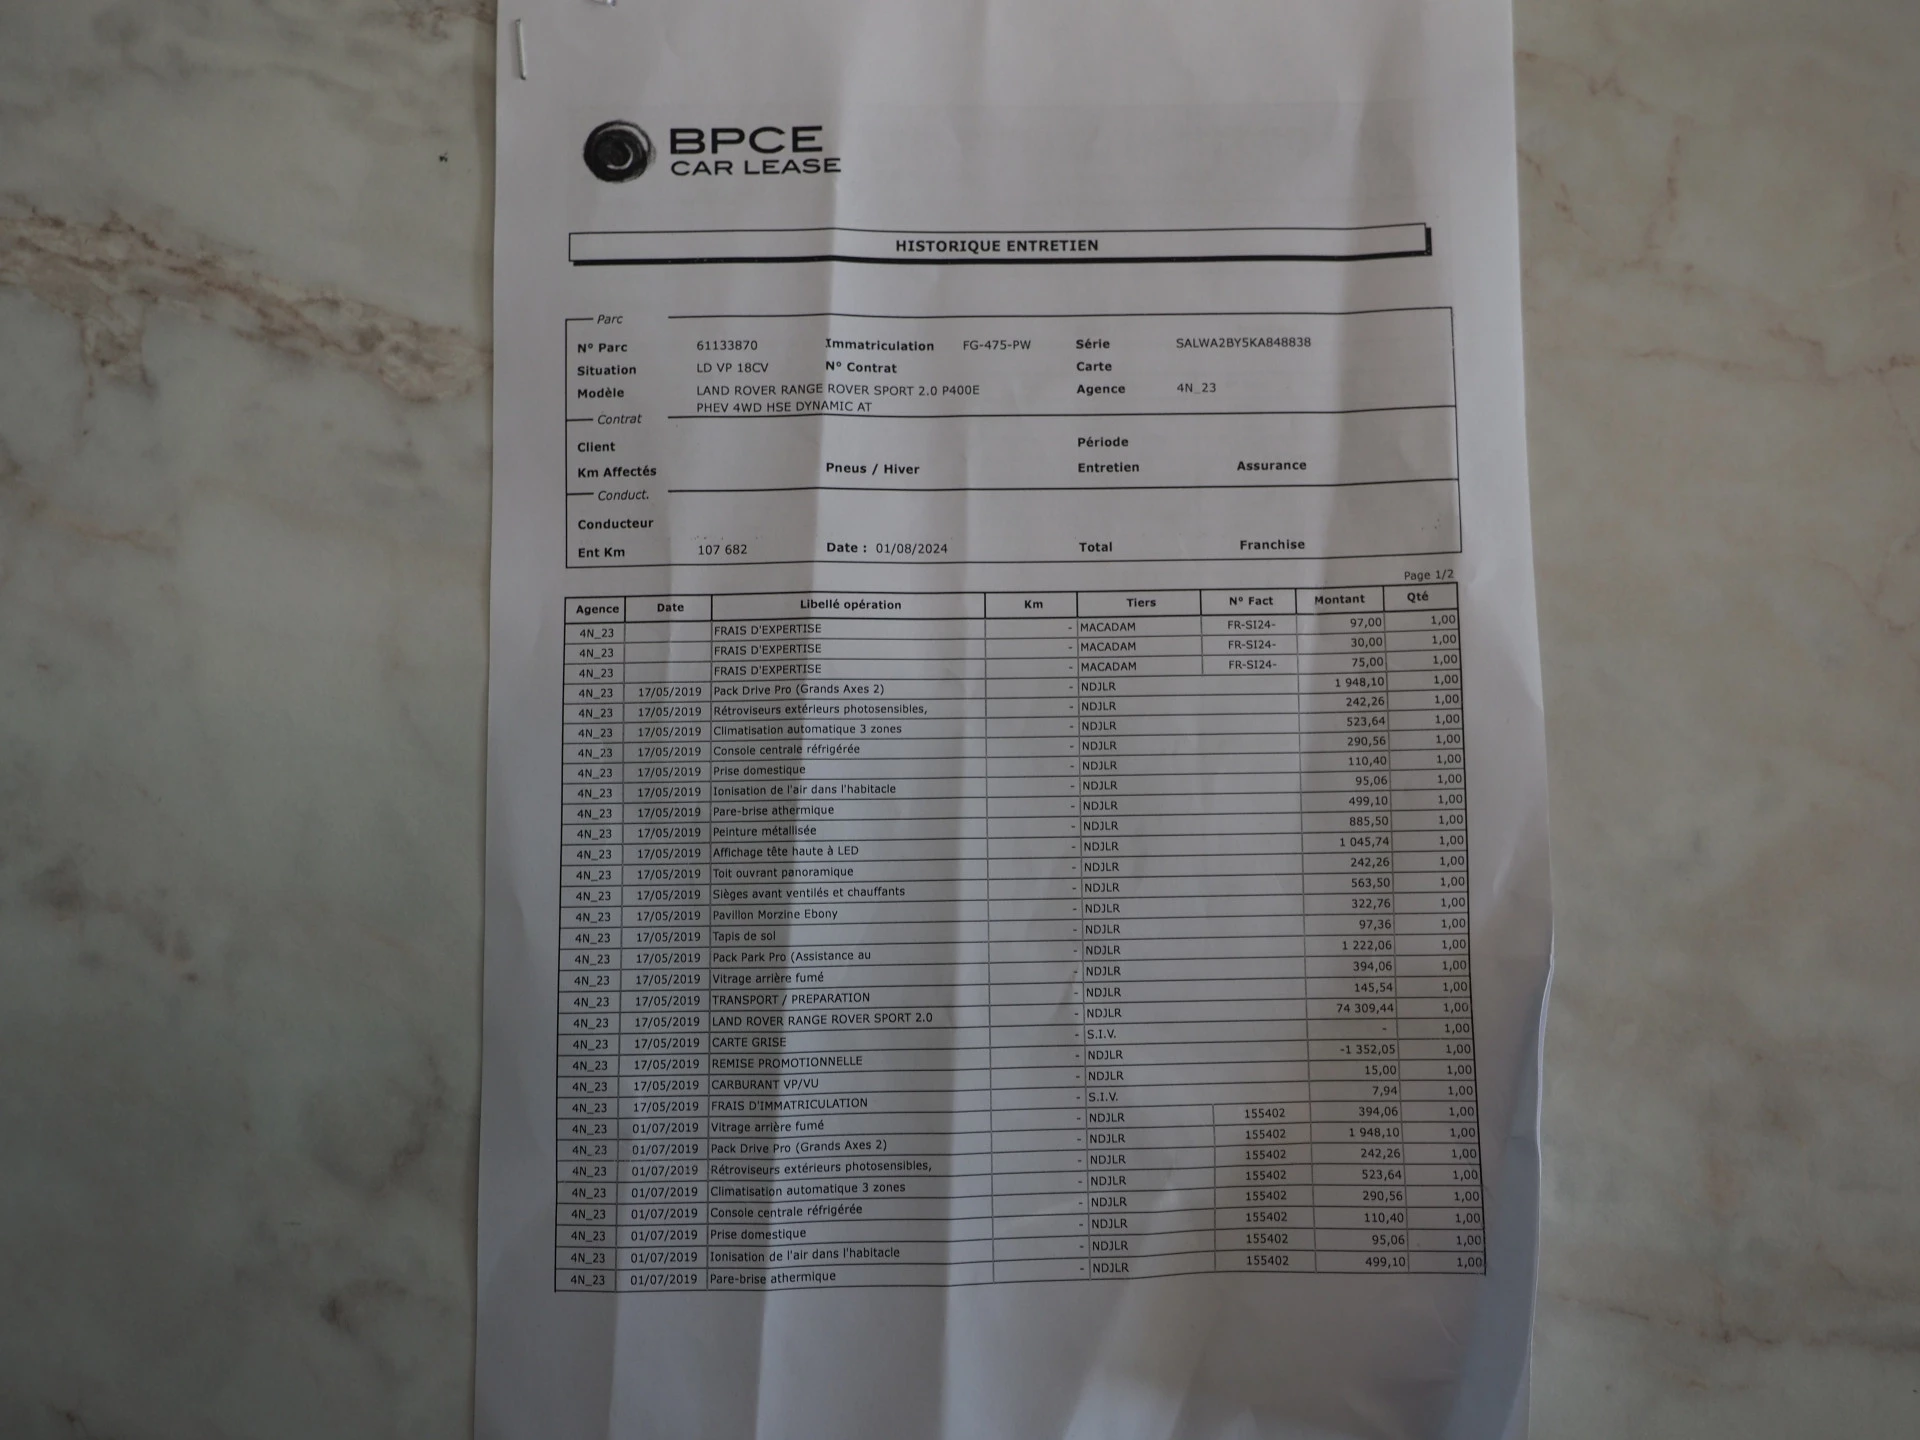 BPCE
CAR LEASE
HISTORIQUE ENTRETIEN
Parc
N° Parc 61133870 Immatriculation FG-475-PW Série SALWA2BY5KA848838
Situation LD VP 18CV N° Contrat Carte
Modèle LAND ROVER RANGE ROVER SPORT 2.0 P400E Agence 4N_23
PHEV 4WD HSE DYNAMIC AT
Contrat
Client Période
Km Affectés Pneus / Hiver Entretien Assurance
Conduct.
Conducteur
Ent Km 107 682 Date : 01/08/2024 Total Franchise
Page 1/2
Agence Date Libellé opération Km Tiers N° Fact Montant Qté
4N_23 FRAIS D'EXPERTISE - MACADAM FR-SI24- 97,00 1,00
4N_23 FRAIS D'EXPERTISE - MACADAM FR-SI24- 30,00 1,00
4N_23 FRAIS D'EXPERTISE - MACADAM FR-SI24- 75,00 1,00
4N_23 17/05/2019 Pack Drive Pro (Grands Axes 2) - NDJLR 1 948,10 1,00
4N_23 17/05/2019 Rétroviseurs extérieurs photosensibles, - NDJLR 242,26 1,00
4N_23 17/05/2019 Climatisation automatique 3 zones - NDJLR 523,64 1,00
4N_23 17/05/2019 Console centrale réfrigérée - NDJLR 290,56 1,00
4N_23 17/05/2019 Prise domestique - NDJLR 110,40 1,00
4N_23 17/05/2019 Ionisation de l'air dans l'habitacle - NDJLR 95,06 1,00
4N_23 17/05/2019 Pare-brise athermique - NDJLR 499,10 1,00
4N_23 17/05/2019 Peinture métallisée - NDJLR 885,50 1,00
4N_23 17/05/2019 Affichage tête haute à LED - NDJLR 1 045,74 1,00
4N_23 17/05/2019 Toit ouvrant panoramique - NDJLR 242,26 1,00
4N_23 17/05/2019 Sièges avant ventilés et chauffants - NDJLR 563,50 1,00
4N_23 17/05/2019 Pavillon Morzine Ebony - NDJLR 322,76 1,00
4N_23 17/05/2019 Tapis de sol - NDJLR 97,36 1,00
4N_23 17/05/2019 Pack Park Pro (Assistance au - NDJLR 1 222,06 1,00
4N_23 17/05/2019 Vitrage arrière fumé - NDJLR 394,06 1,00
4N_23 17/05/2019 TRANSPORT / PREPARATION - NDJLR 145,54 1,00
4N_23 17/05/2019 LAND ROVER RANGE ROVER SPORT 2.0 - NDJLR 74 309,44 1,00
4N_23 17/05/2019 CARTE GRISE - S.I.V. - 1,00
4N_23 17/05/2019 REMISE PROMOTIONNELLE - NDJLR -1 352,05 1,00
4N_23 17/05/2019 CARBURANT VP/VU - NDJLR 15,00 1,00
4N_23 17/05/2019 FRAIS D'IMMATRICULATION - S.I.V. 7,94 1,00
4N_23 01/07/2019 Vitrage arrière fumé - NDJLR 155402 394,06 1,00
4N_23 01/07/2019 Pack Drive Pro (Grands Axes 2) - NDJLR 155402 1 948,10 1,00
4N_23 01/07/2019 Rétroviseurs extérieurs photosensibles, - NDJLR 155402 242,26 1,00
4N_23 01/07/2019 Climatisation automatique 3 zones - NDJLR 155402 523,64 1,00
4N_23 01/07/2019 Console centrale réfrigérée - NDJLR 155402 290,56 1,00
4N_23 01/07/2019 Prise domestique - NDJLR 155402 110,40 1,00
4N_23 01/07/2019 Ionisation de l'air dans l'habitacle - NDJLR 155402 95,06 1,00
4N_23 01/07/2019 Pare-brise athermique - NDJLR 155402 499,10 1,00